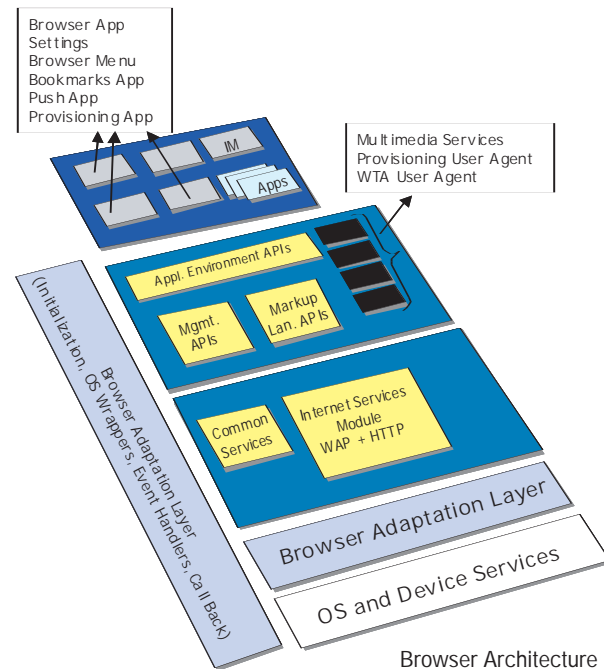 Browser App
Settings
Browser Menu
Bookmarks App
Push App
Provisioning App
Multimedia Services
Provisioning User Agent
WTA User Agent
IM
Apps
Appl. Environment APIs
Mgmt.
APIs
Markup
Lan. APIs
Common
Services
Internet Services
Module
WAP + HTTP
Browser Adaptation Layer
(Initialization, OS Wrappers, Event Handlers, Call Back)
Browser Adaptation Layer
OS and Device Services
Browser Architecture